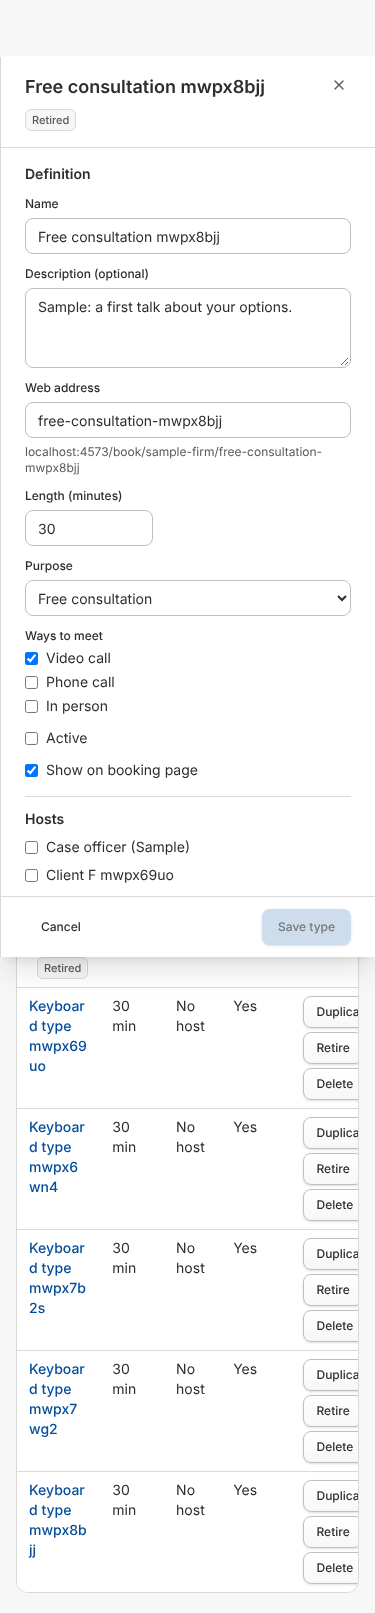 Free consultation mwpx8bjj
Retired
Definition
Name
Free consultation mwpx8bjj
Description (optional)
Sample: a first talk about your options.
Web address
free-consultation-mwpx8bjj
localhost:4573/book/sample-firm/free-consultation-
mwpx8bjj
Length (minutes)
30
Purpose
Free consultation
Ways to meet
Video call
Phone call
In person
Active
Show on booking page
Hosts
Case officer (Sample)
Client F mwpx69uo
Cancel
Save type
Retired
Keyboar
d type
mwpx69
uo
30
min
No
host
Yes
Duplica
Retire
Delete
Keyboar
d type
mwpx6
wn4
30
min
No
host
Yes
Duplica
Retire
Delete
Keyboar
d type
mwpx7b
2s
30
min
No
host
Yes
Duplica
Retire
Delete
Keyboar
d type
mwpx7
wg2
30
min
No
host
Yes
Duplica
Retire
Delete
Keyboar
d type
mwpx8b
jj
30
min
No
host
Yes
Duplica
Retire
Delete